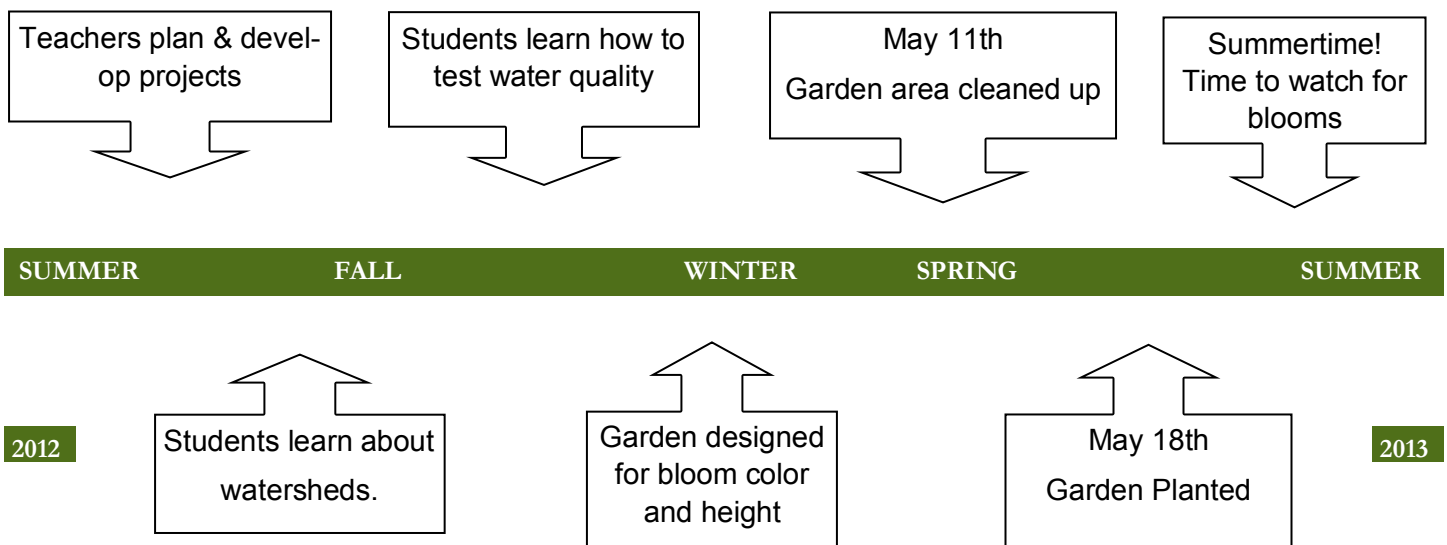 Teachers plan & devel-
op projects
Students learn how to
test water quality
May 11th
Garden area cleaned up
Summertime!
Time to watch for
blooms
SUMMER FALL WINTER SPRING SUMMER
2012
Students learn about
watersheds.
Garden designed
for bloom color
and height
May 18th
Garden Planted
2013